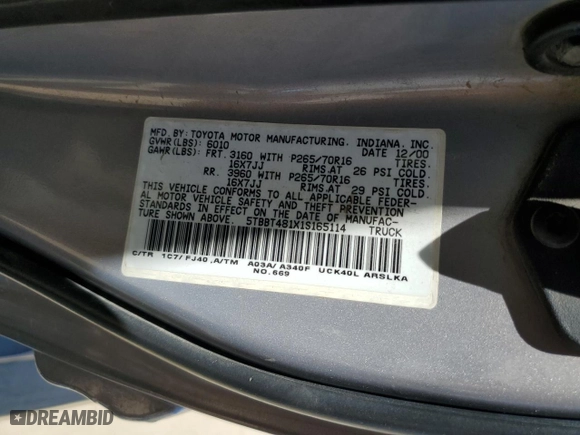 MFD. BY: TOYOTA MOTOR MANUFACTURING, INDIANA, INC.
GVWR (LBS): 6010 DATE 12/00
GAWR (LBS): FRT. 3160 WITH P265/70R16 TIRES.
16X7JJ RIMS.AT 26 PSI COLD.
RR. 3960 WITH P265/70R16 TIRES.
16X7JJ RIMS.AT 29 PSI COLD.
THIS VEHICLE CONFORMS TO ALL APPLICABLE FEDER-
AL MOTOR VEHICLE SAFETY AND THEFT PREVENTION
STANDARDS IN EFFECT ON THE DATE OF MANUFAC-
TURE SHOWN ABOVE. 5TBBT481X1S165114 TRUCK
C/TR 1C7/ FJ40 ,A/TM A03A/ A340F UCK40L ARSLKA
NO.669
DREAMBID